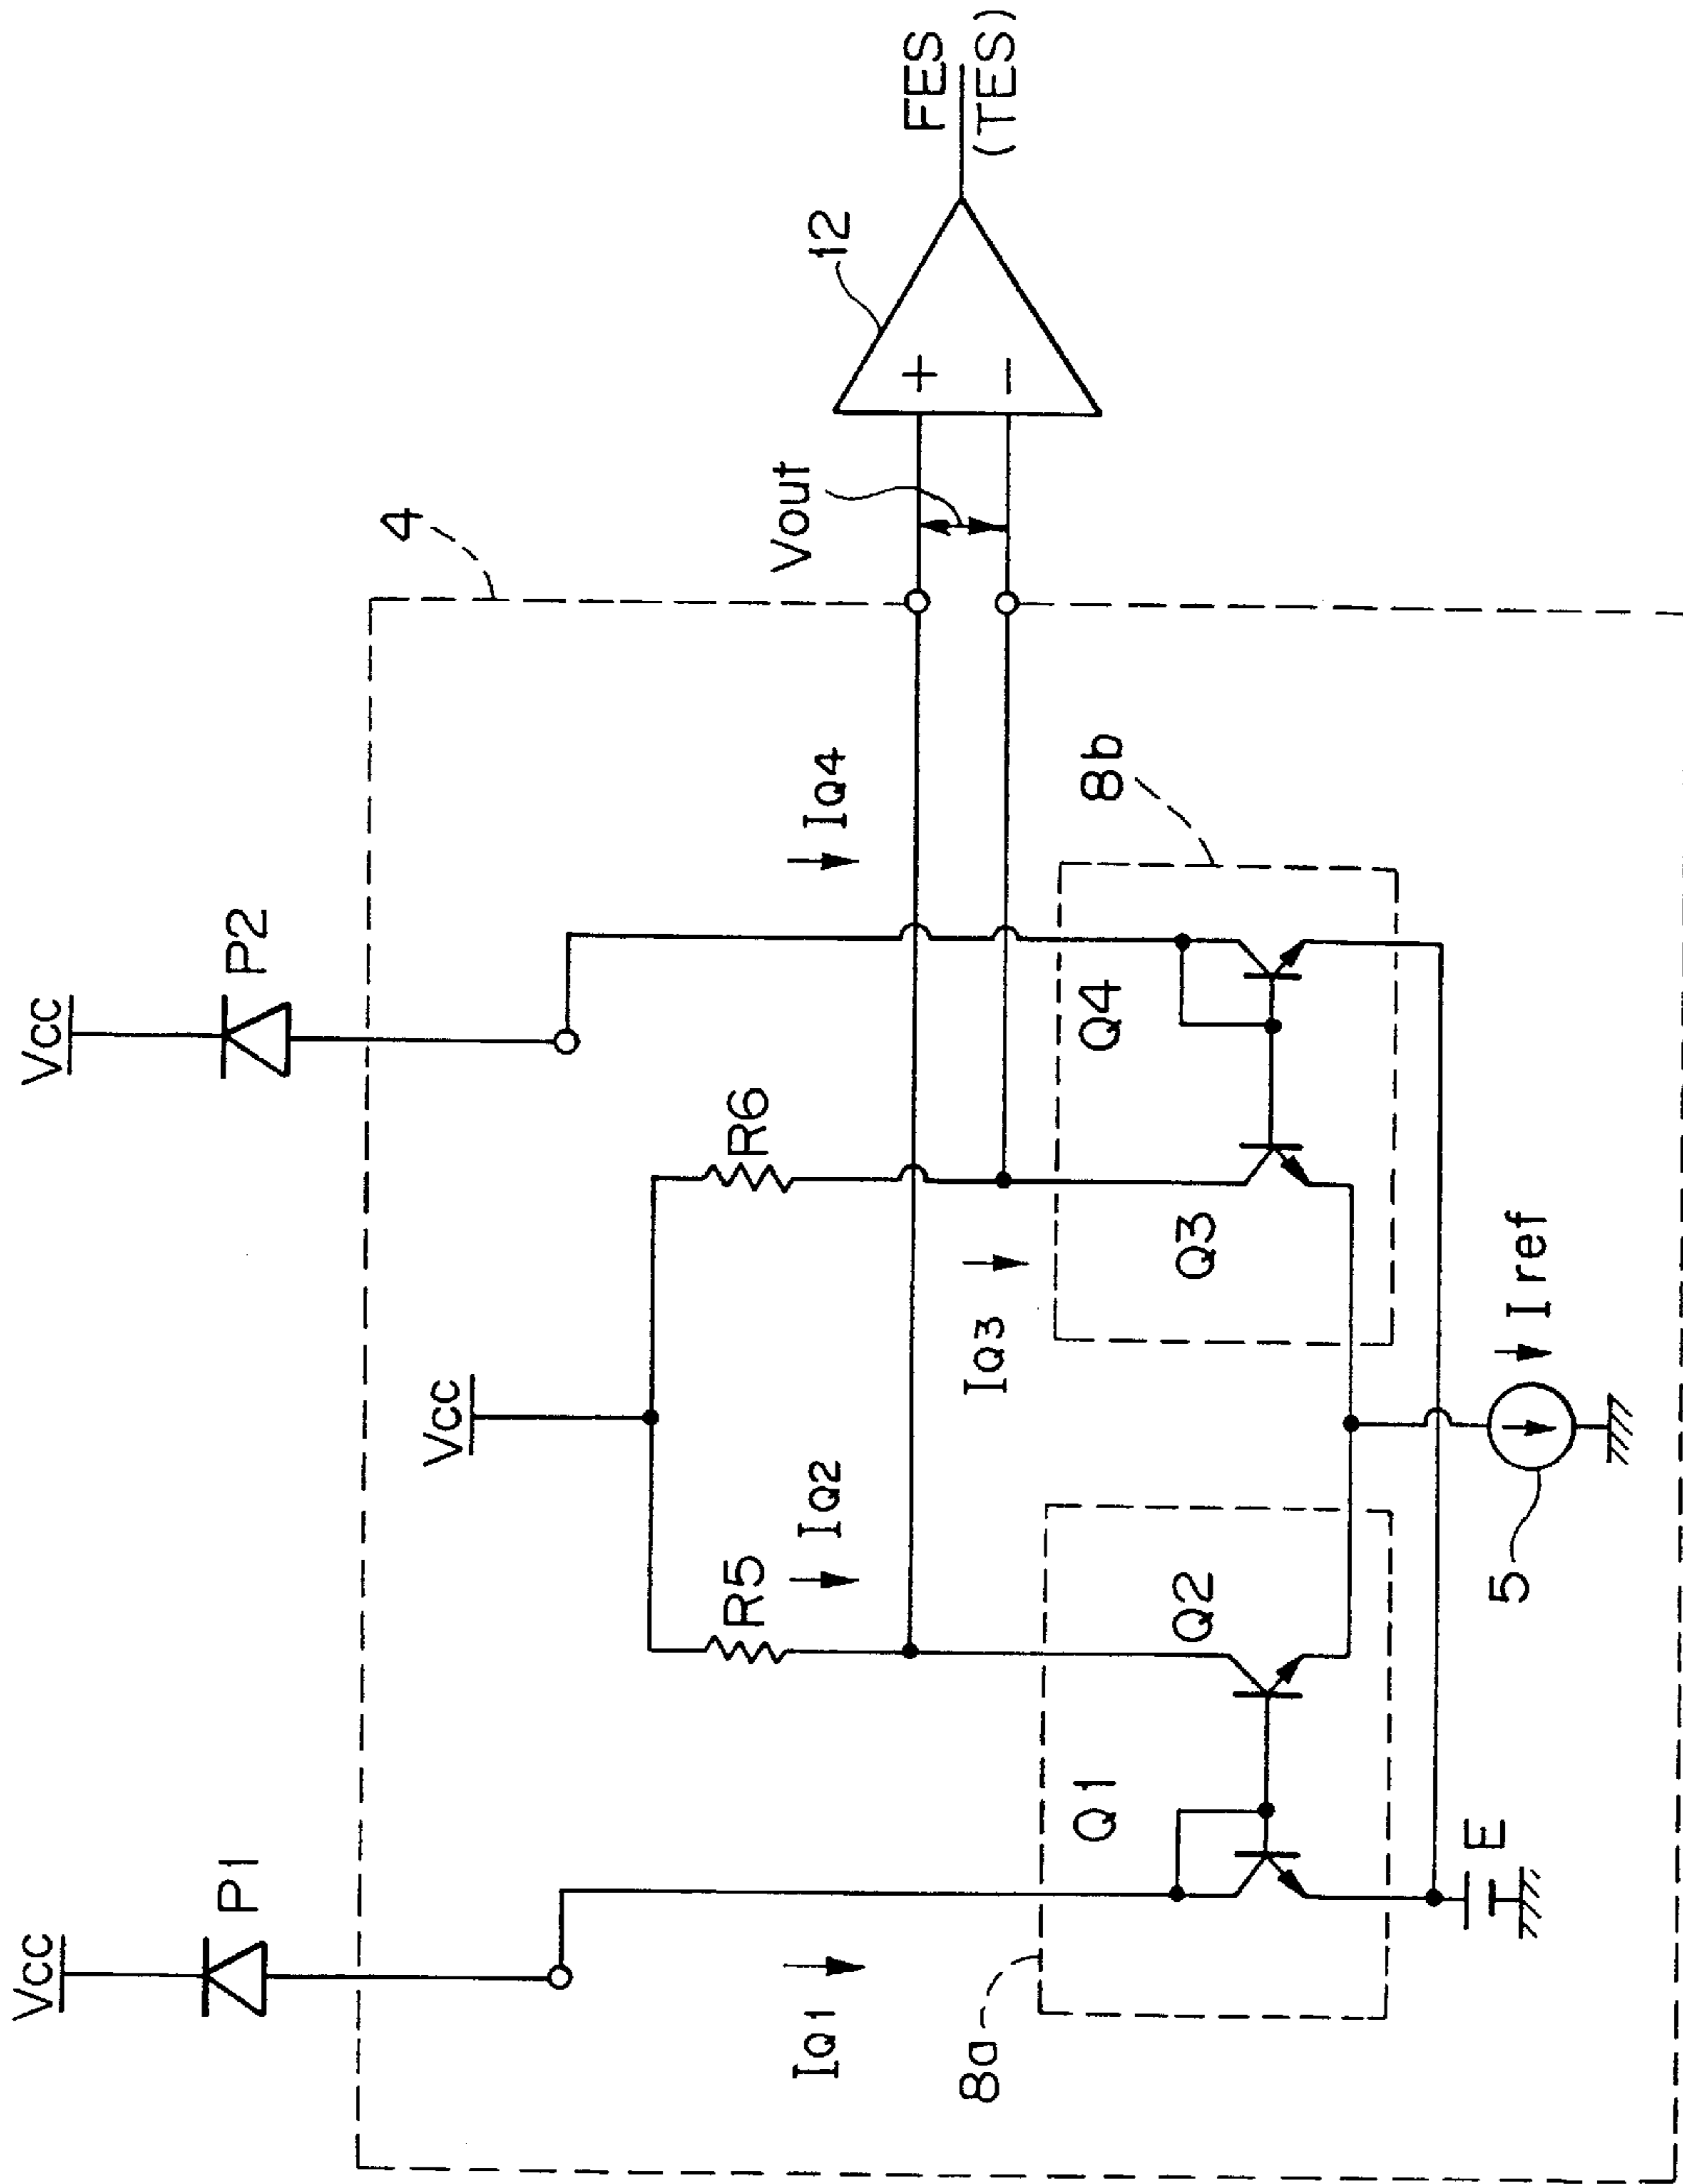 Vcc
P1
Vcc
P2
4
Vcc
R5
R6
IQ1
IQ2
IQ3
IQ4
Vout
12
+
−
FES
(TES)
8a
Q1
Q2
Q3
Q4
8b
E
5
Iref